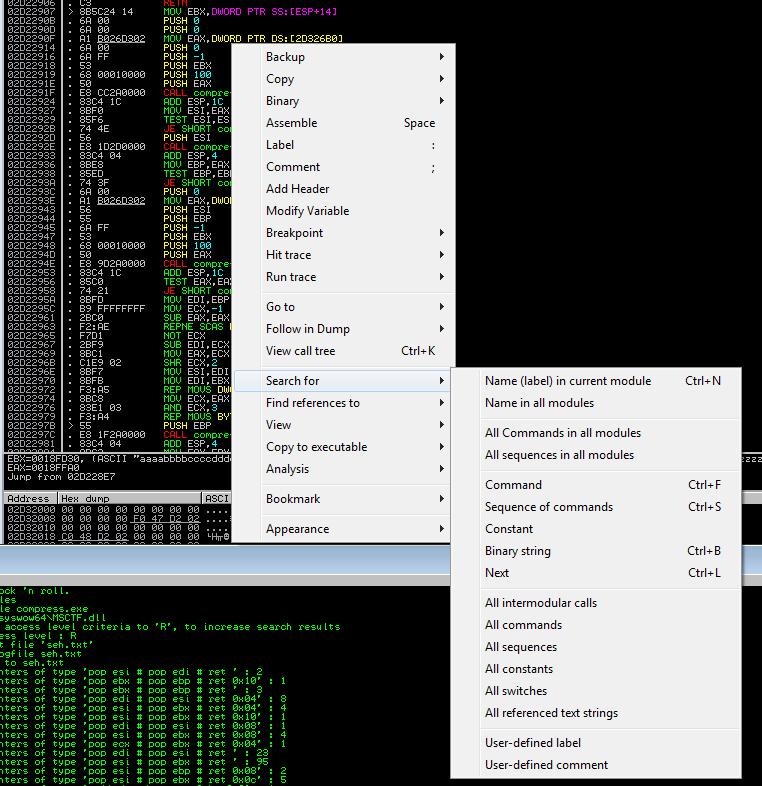 02D22906 . C3 RETN
02D22907 > 8B5C24 14 MOV EBX,DWORD PTR SS:[ESP+14]
02D2290B . 6A 00 PUSH 0
02D2290D . 6A 00 PUSH 0
02D2290F . A1 B026D302 MOV EAX,DWORD PTR DS:[2D326B0]
02D22914 . 6A 00 PUSH 0
02D22916 . 6A FF PUSH -1
02D22918 . 53 PUSH EBX
02D22919 . 68 00010000 PUSH 100
02D2291E . 50 PUSH EAX
02D2291F . E8 CC2A0000 CALL compre
02D22924 . 83C4 1C ADD ESP,1C
02D22927 . 8BF0 MOV ESI,EAX
02D22929 . 85F6 TEST ESI,ES
02D2292B . 74 4E JE SHORT co
02D2292D . 56 PUSH ESI
02D2292E . E8 1D2D0000 CALL compre
02D22933 . 83C4 04 ADD ESP,4
02D22936 . 8BE8 MOV EBP,EAX
02D22938 . 85ED TEST EBP,EB
02D2293A . 74 3F JE SHORT co
02D2293C . 6A 00 PUSH 0
02D2293E . A1 B026D302 MOV EAX,DWO
02D22943 . 56 PUSH ESI
02D22944 . 55 PUSH EBP
02D22945 . 6A FF PUSH -1
02D22947 . 53 PUSH EBX
02D22948 . 68 00010000 PUSH 100
02D2294D . 50 PUSH EAX
02D2294E . E8 9D2A0000 CALL compre
02D22953 . 83C4 1C ADD ESP,1C
02D22956 . 85C0 TEST EAX,EA
02D22958 . 74 21 JE SHORT co
02D2295A . 8BFD MOV EDI,EBP
02D2295C . B9 FFFFFFFF MOV ECX,-1
02D22961 . 2BC0 SUB EAX,EAX
02D22963 . F2:AE REPNE SCAS
02D22965 . F7D1 NOT ECX
02D22967 . 2BF9 SUB EDI,ECX
02D22969 . 8BC1 MOV EAX,ECX
02D2296B . C1E9 02 SHR ECX,2
02D2296E . 8BF7 MOV ESI,EDI
02D22970 . 8BFB MOV EDI,EBX
02D22972 . F3:A5 REP MOVS DW
02D22974 . 8BC8 MOV ECX,EAX
02D22976 . 83E1 03 AND ECX,3
02D22979 . F3:A4 REP MOVS BY
02D2297B > 55 PUSH EBP
02D2297C . E8 1F2A0000 CALL compre
02D22981 . 83C4 04 ADD ESP,4
EBX=0018FD30, (ASCII "aaaabbbbccccddd
EAX=0018FFA0
Jump from 02D228E7
Address Hex dump ASCI
02D32000 00 00 00 00 00 00 00 00 ....
02D32008 00 00 00 00 F0 47 D2 02 ....
02D32010 00 00 00 00 00 00 00 00 ....
02D32018 C0 48 D2 02 00 00 00 00
Backup
Copy
Binary
Assemble Space
Label :
Comment ;
Add Header
Modify Variable
Breakpoint
Hit trace
Run trace
Go to
Follow in Dump
View call tree Ctrl+K
Search for
Find references to
View
Copy to executable
Analysis
Bookmark
Appearance
Name (label) in current module Ctrl+N
Name in all modules
All Commands in all modules
All sequences in all modules
Command Ctrl+F
Sequence of commands Ctrl+S
Constant
Binary string Ctrl+B
Next Ctrl+L
All intermodular calls
All commands
All sequences
All constants
All switches
All referenced text strings
User-defined label
User-defined comment
ock 'n roll.
les
le compress.exe
syswow64\MSCTF.dll
access level criteria to 'R', to increase search results
ess level : R
t file 'seh.txt'
ogfile seh.txt
to seh.txt
nters of type 'pop esi # pop edi # ret ' : 2
nters of type 'pop ebx # pop ebp # ret 0x10' : 1
nters of type 'pop ebx # pop ebp # ret ' : 3
nters of type 'pop edi # pop esi # ret 0x04' : 8
nters of type 'pop esi # pop ebx # ret 0x04' : 4
nters of type 'pop esi # pop ebx # ret 0x10' : 1
nters of type 'pop edi # pop esi # ret 0x08' : 1
nters of type 'pop esi # pop ebx # ret 0x08' : 4
nters of type 'pop ecx # pop ebx # ret 0x04' : 1
nters of type 'pop edi # pop esi # ret ' : 23
nters of type 'pop esi # pop ebx # ret ' : 95
nters of type 'pop esi # pop ebp # ret 0x08' : 2
nters of type 'pop esi # pop ebx # ret 0x0c' : 5